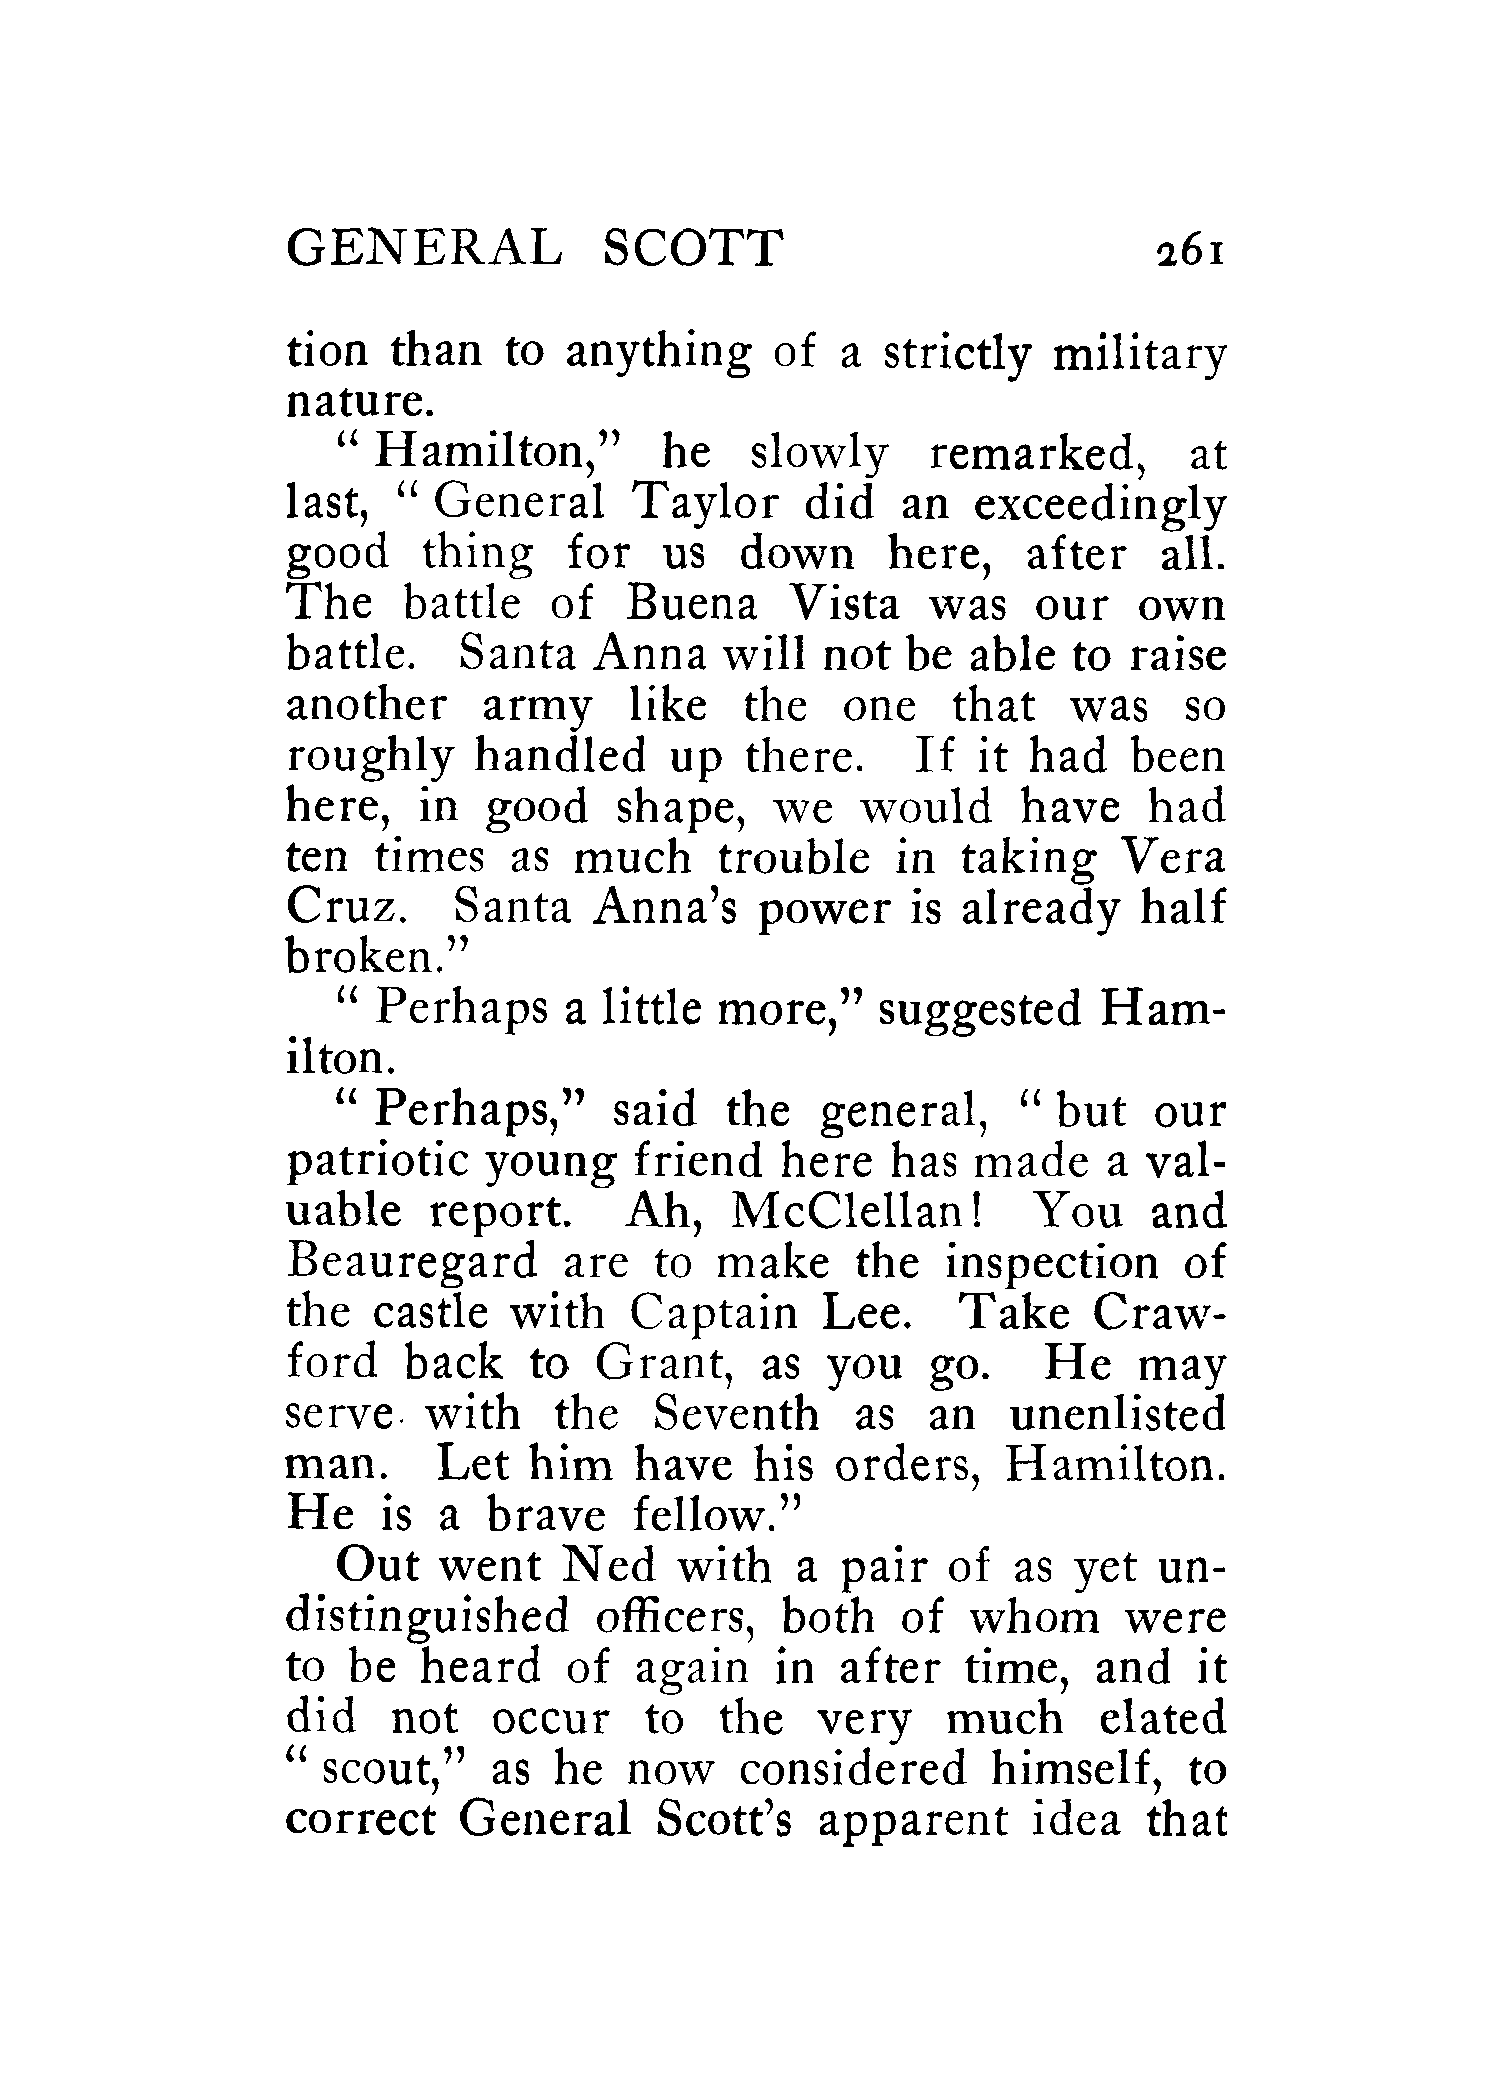 GENERAL SCOTT 261
tion than to anything of a strictly military
nature.
“ Hamilton,” he slowly remarked, at
last, “ General Taylor did an exceedingly
good thing for us down here, after all.
The battle of Buena Vista was our own
battle. Santa Anna will not be able to raise
another army like the one that was so
roughly handled up there. If it had been
here, in good shape, we would have had
ten times as much trouble in taking Vera
Cruz. Santa Anna’s power is already half
broken.”
“ Perhaps a little more,” suggested Ham-
ilton.
“ Perhaps,” said the general, “ but our
patriotic young friend here has made a val-
uable report. Ah, McClellan! You and
Beauregard are to make the inspection of
the castle with Captain Lee. Take Craw-
ford back to Grant, as you go. He may
serve with the Seventh as an unenlisted
man. Let him have his orders, Hamilton.
He is a brave fellow.”
Out went Ned with a pair of as yet un-
distinguished officers, both of whom were
to be heard of again in after time, and it
did not occur to the very much elated
“ scout,” as he now considered himself, to
correct General Scott’s apparent idea that